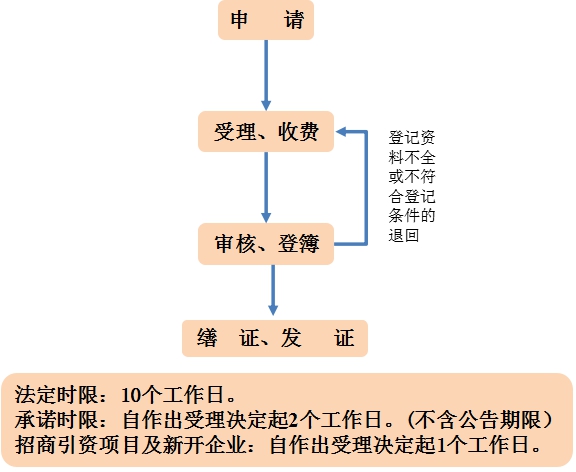 申 请
受理、收费
登记资
料不全
或不符
合登记
条件的
退回
审核、登簿
缮 证、发 证
法定时限：10个工作日。
承诺时限：自作出受理决定起2个工作日。(不含公告期限）
招商引资项目及新开企业：自作出受理决定起1个工作日。